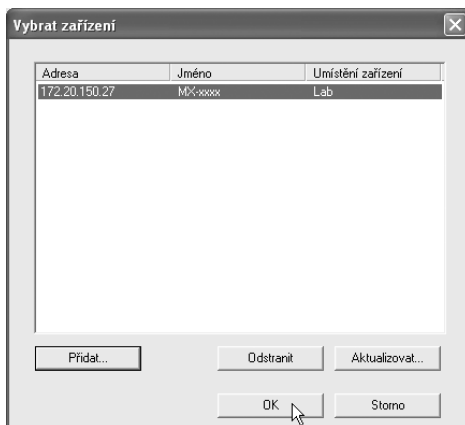 Vybrat zařízení
Adresa Jméno Umístění zařízení
172.20.150.27 MX-xxxx Lab
Přidat... Odstranit Aktualizovat...
OK Storno